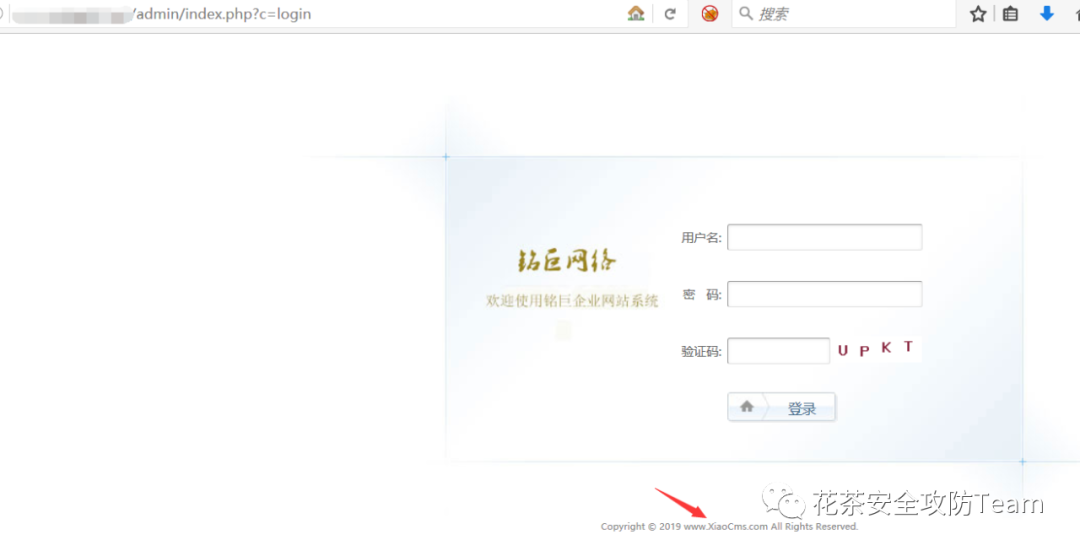 /admin/index.php?c=login
搜索
铭巨网络
欢迎使用铭巨企业网站系统
用户名:
密 码:
验证码:
U P K T
登录
花茶安全攻防Team
Copyright © 2019 www.XiaoCms.com All Rights Reserved.